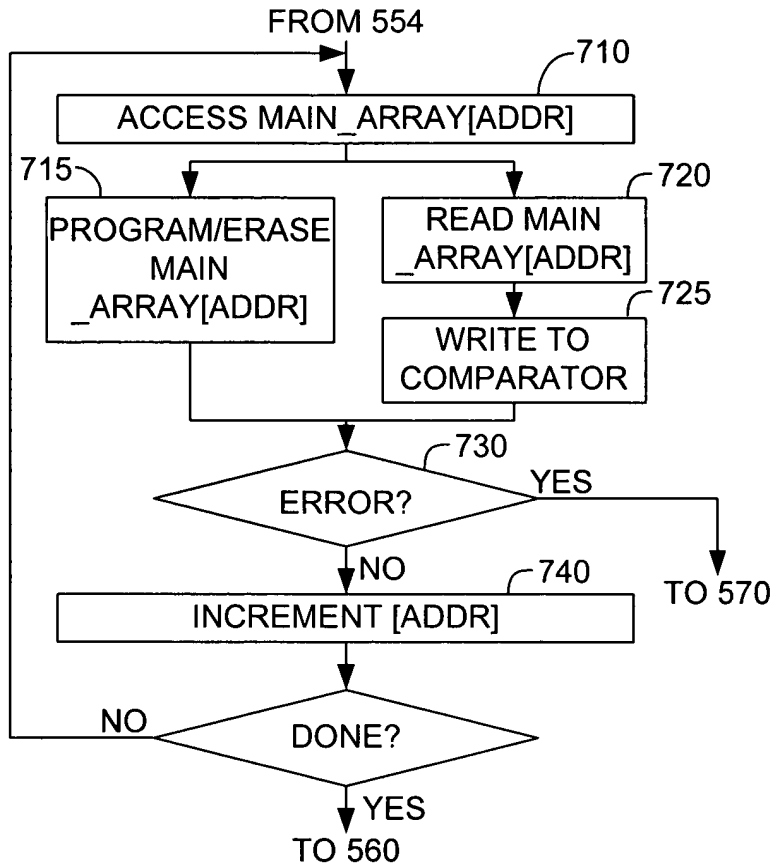 FROM 554
710
ACCESS MAIN_ARRAY[ADDR]
715
PROGRAM/ERASE
MAIN
_ARRAY[ADDR]
720
READ MAIN
_ARRAY[ADDR]
725
WRITE TO
COMPARATOR
730
ERROR?
YES
TO 570
NO
740
INCREMENT [ADDR]
DONE?
NO
YES
TO 560